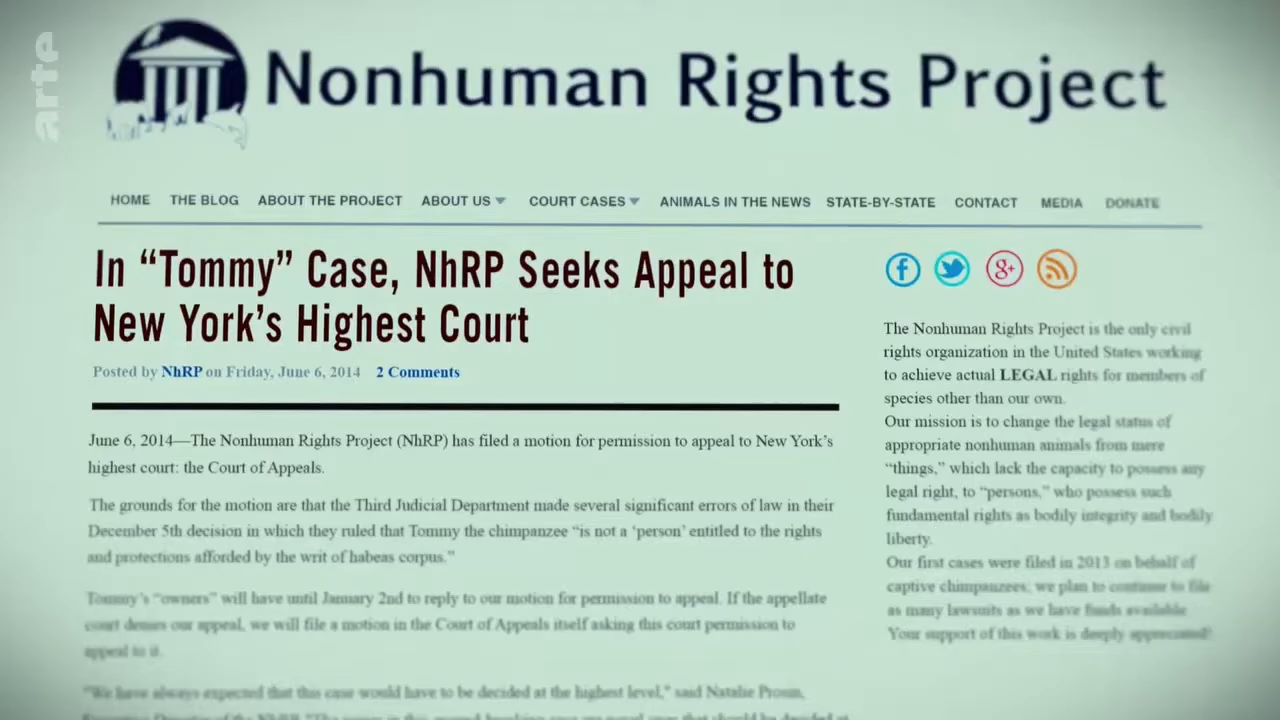 arte
Nonhuman Rights Project
HOME THE BLOG ABOUT THE PROJECT ABOUT US COURT CASES ANIMALS IN THE NEWS STATE-BY-STATE CONTACT MEDIA DONATE
In “Tommy” Case, NhRP Seeks Appeal to
New York’s Highest Court
Posted by NhRP on Friday, June 6, 2014 2 Comments
June 6, 2014—The Nonhuman Rights Project (NhRP) has filed a motion for permission to appeal to New York’s
highest court: the Court of Appeals.
The grounds for the motion are that the Third Judicial Department made several significant errors of law in their
December 5th decision in which they ruled that Tommy the chimpanzee “is not a ‘person’ entitled to the rights
and protections afforded by the writ of habeas corpus.”
Tommy’s “owners” will have until January 2nd to reply to our motion for permission to appeal. If the appellate
court denies our appeal, we will file a motion in the Court of Appeals itself asking this court permission to
appeal to it.
“We have always expected that this case would have to be decided at the highest level,” said Natalie Prosin,
f g+
The Nonhuman Rights Project is the only civil
rights organization in the United States working
to achieve actual LEGAL rights for members of
species other than our own.
Our mission is to change the legal status of
appropriate nonhuman animals from mere
“things,” which lack the capacity to possess any
legal right, to “persons,” who possess such
fundamental rights as bodily integrity and bodily
liberty.
Our first cases were filed in 2013 on behalf of
captive chimpanzees; we plan to continue to file
as many lawsuits as we have funds available
Your support of this work is deeply appreciated!